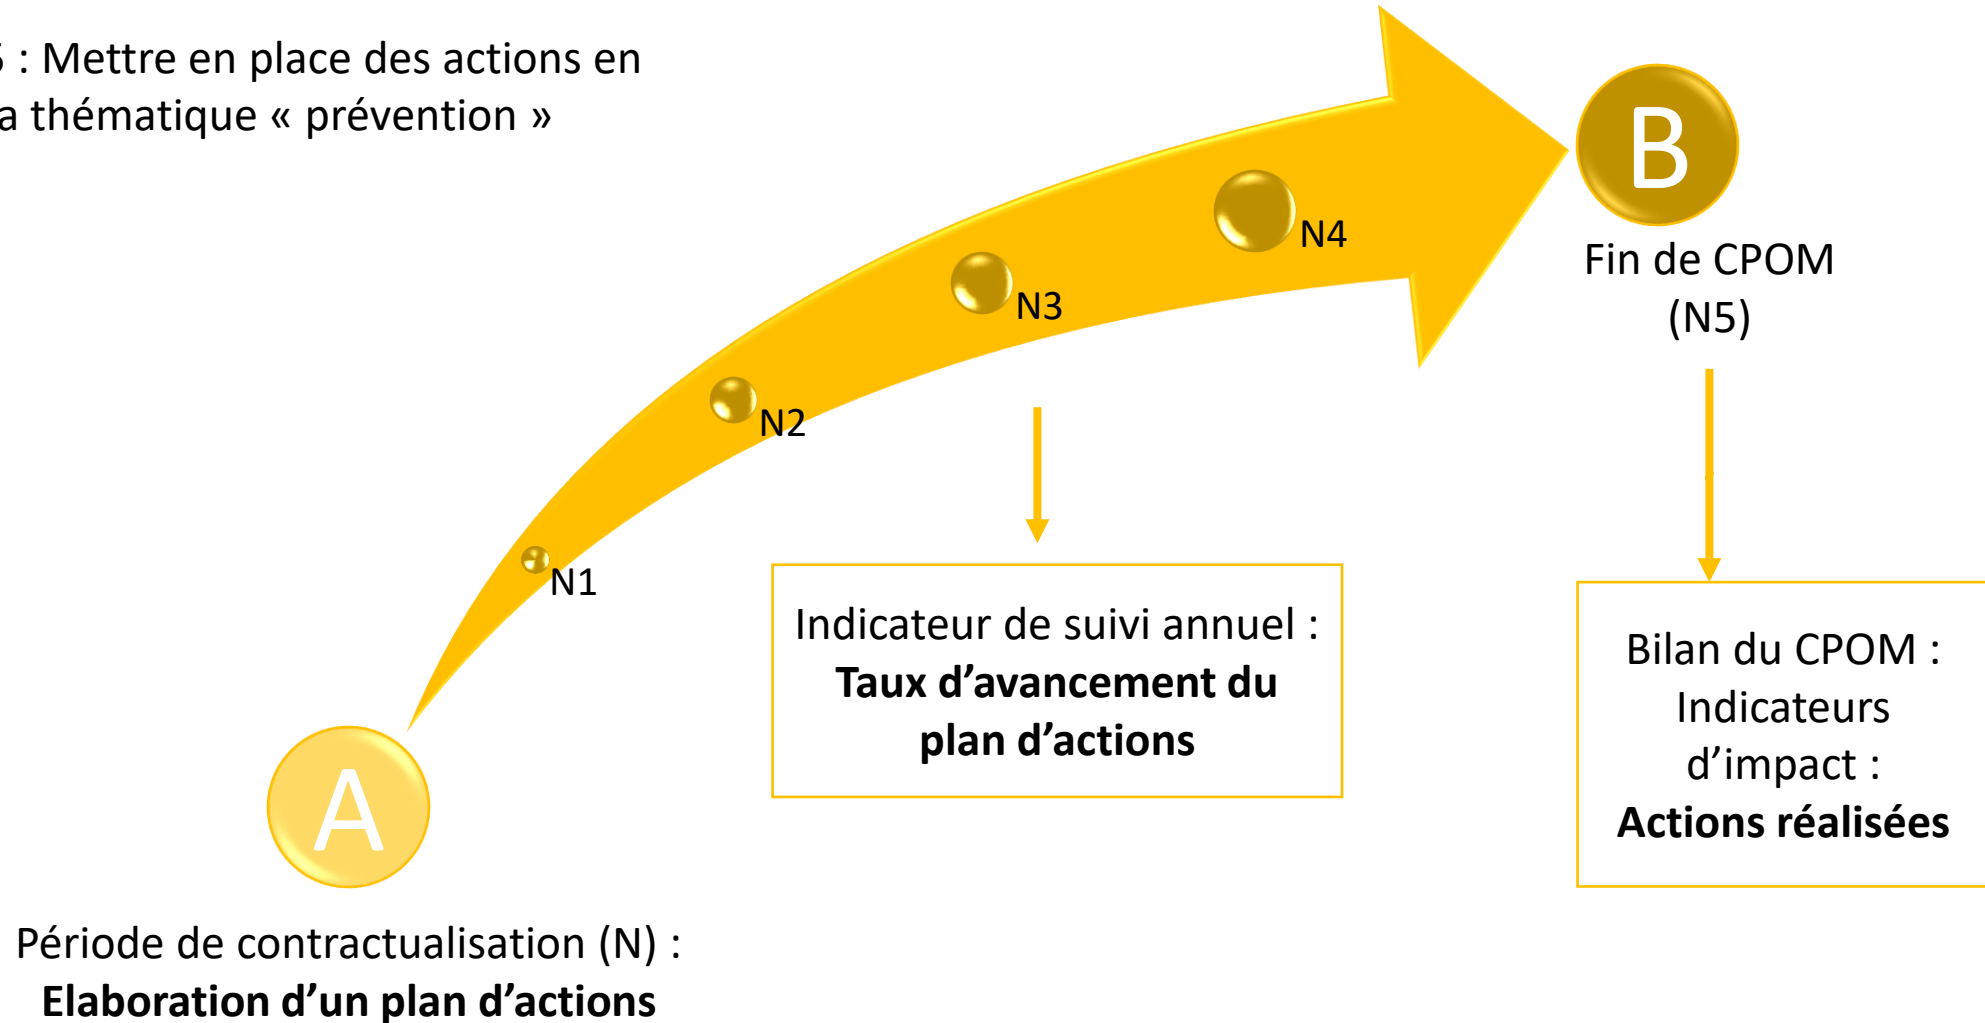 : Mettre en place des actions en
thématique « prévention »
B
N4
Fin de CPOM
(N5)
N3
N2
N1
Indicateur de suivi annuel :
Taux d’avancement du
plan d’actions
Bilan du CPOM :
Indicateurs
d’impact :
Actions réalisées
A
Période de contractualisation (N) :
Elaboration d’un plan d’actions